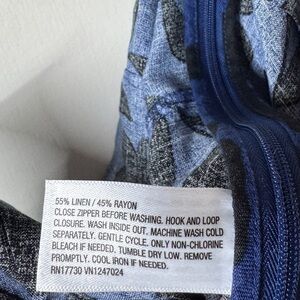 55% LINEN / 45% RAYON
CLOSE ZIPPER BEFORE WASHING. HOOK AND LOOP
CLOSURE. WASH INSIDE OUT. MACHINE WASH COLD
SEPARATELY. GENTLE CYCLE. ONLY NON-CHLORINE
BLEACH IF NEEDED. TUMBLE DRY LOW. REMOVE
PROMPTLY. COOL IRON IF NEEDED.
RN17730 VN1247024